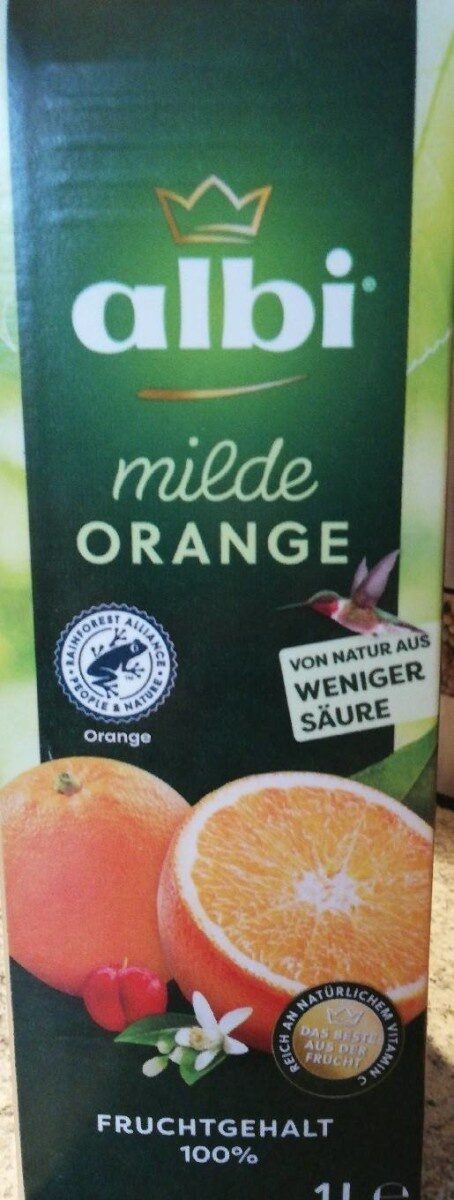 albi®
milde
ORANGE
RAINFOREST ALLIANCE
PEOPLE & NATURE
Orange
VON NATUR AUS
WENIGER
SÄURE
REICH AN NATÜRLICHEM VITAMIN C
DAS BESTE
AUS DER
FRUCHT
FRUCHTGEHALT
100%
1L e